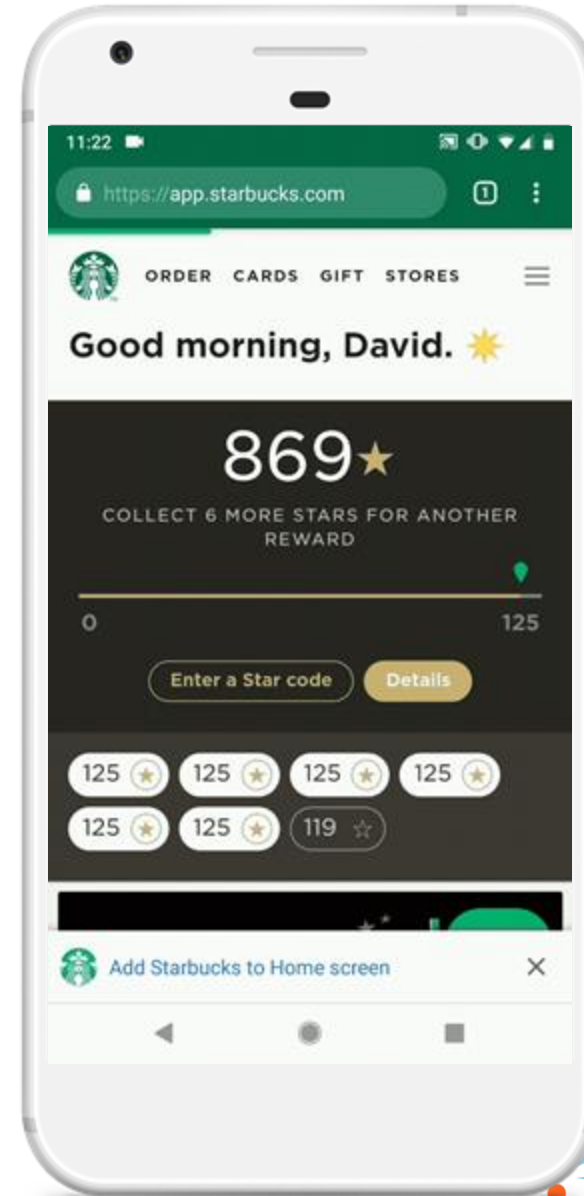 11:22
https://app.starbucks.com 1
ORDER CARDS GIFT STORES
Good morning, David.
869
COLLECT 6 MORE STARS FOR ANOTHER
REWARD
0 125
Enter a Star code Details
125 125 125 125
125 125 119
Add Starbucks to Home screen